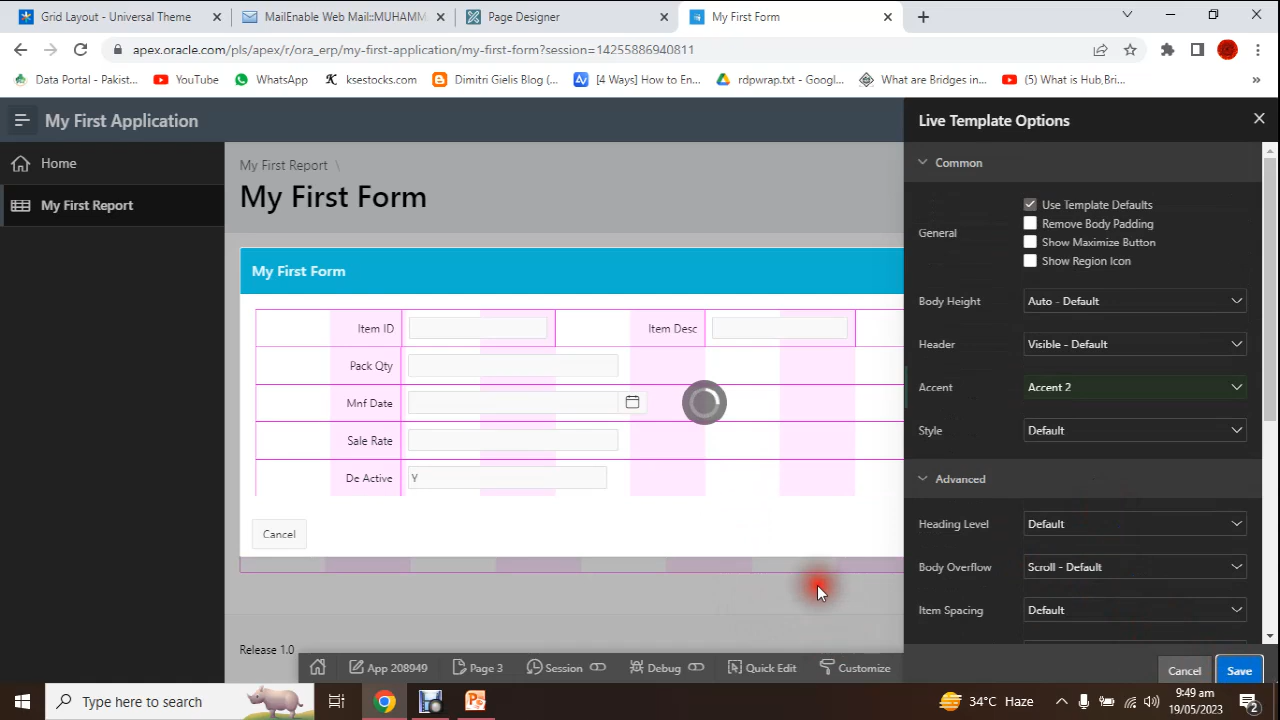 Grid Layout - Universal Theme
MailEnable Web Mail::MUHAMM
Page Designer
My First Form
apex.oracle.com/pls/apex/r/ora_erp/my-first-application/my-first-form?session=14255886940811
Data Portal - Pakist...
YouTube
WhatsApp
ksestocks.com
Dimitri Gielis Blog (...
[4 Ways] How to En...
rdpwrap.txt - Googl...
What are Bridges in...
(5) What is Hub,Bri...
»
My First Application
Home
My First Report
My First Report \
My First Form
My First Form
Item ID
Item Desc
Pack Qty
Mnf Date
Sale Rate
De Active
Y
Cancel
Release 1.0
Live Template Options
Common
General
Use Template Defaults
Remove Body Padding
Show Maximize Button
Show Region Icon
Body Height
Auto - Default
Header
Visible - Default
Accent
Accent 2
Style
Default
Advanced
Heading Level
Default
Body Overflow
Scroll - Default
Item Spacing
Default
Cancel
Save
App 208949
Page 3
Session
Debug
Quick Edit
Customize
Type here to search
34°C Haze
9:49 am
19/05/2023
2